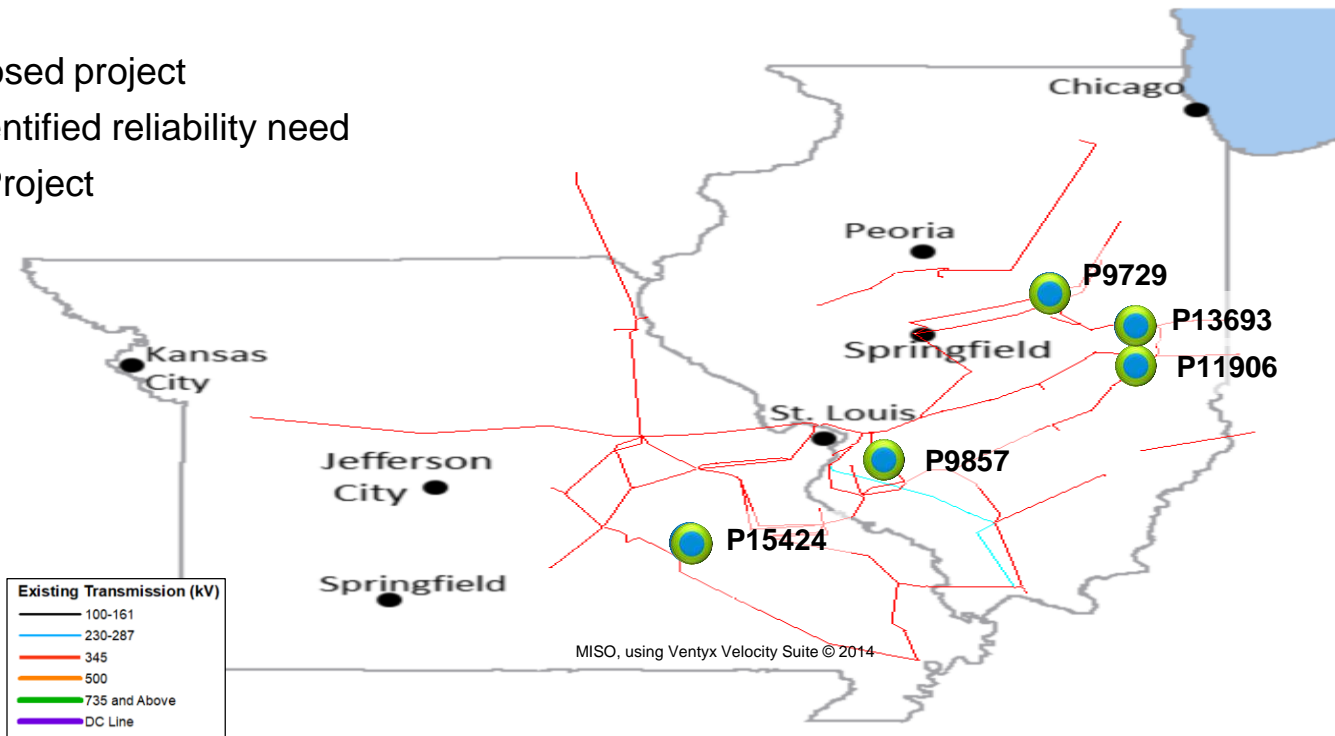 osed project
entified reliability need
Project
Chicago
Peoria
P9729
P13693
Springfield
P11906
Kansas
City
St. Louis
Jefferson
City
P9857
P15424
Springfield
MISO, using Ventyx Velocity Suite © 2014
Existing Transmission (kV)
100-161
230-287
345
500
735 and Above
DC Line